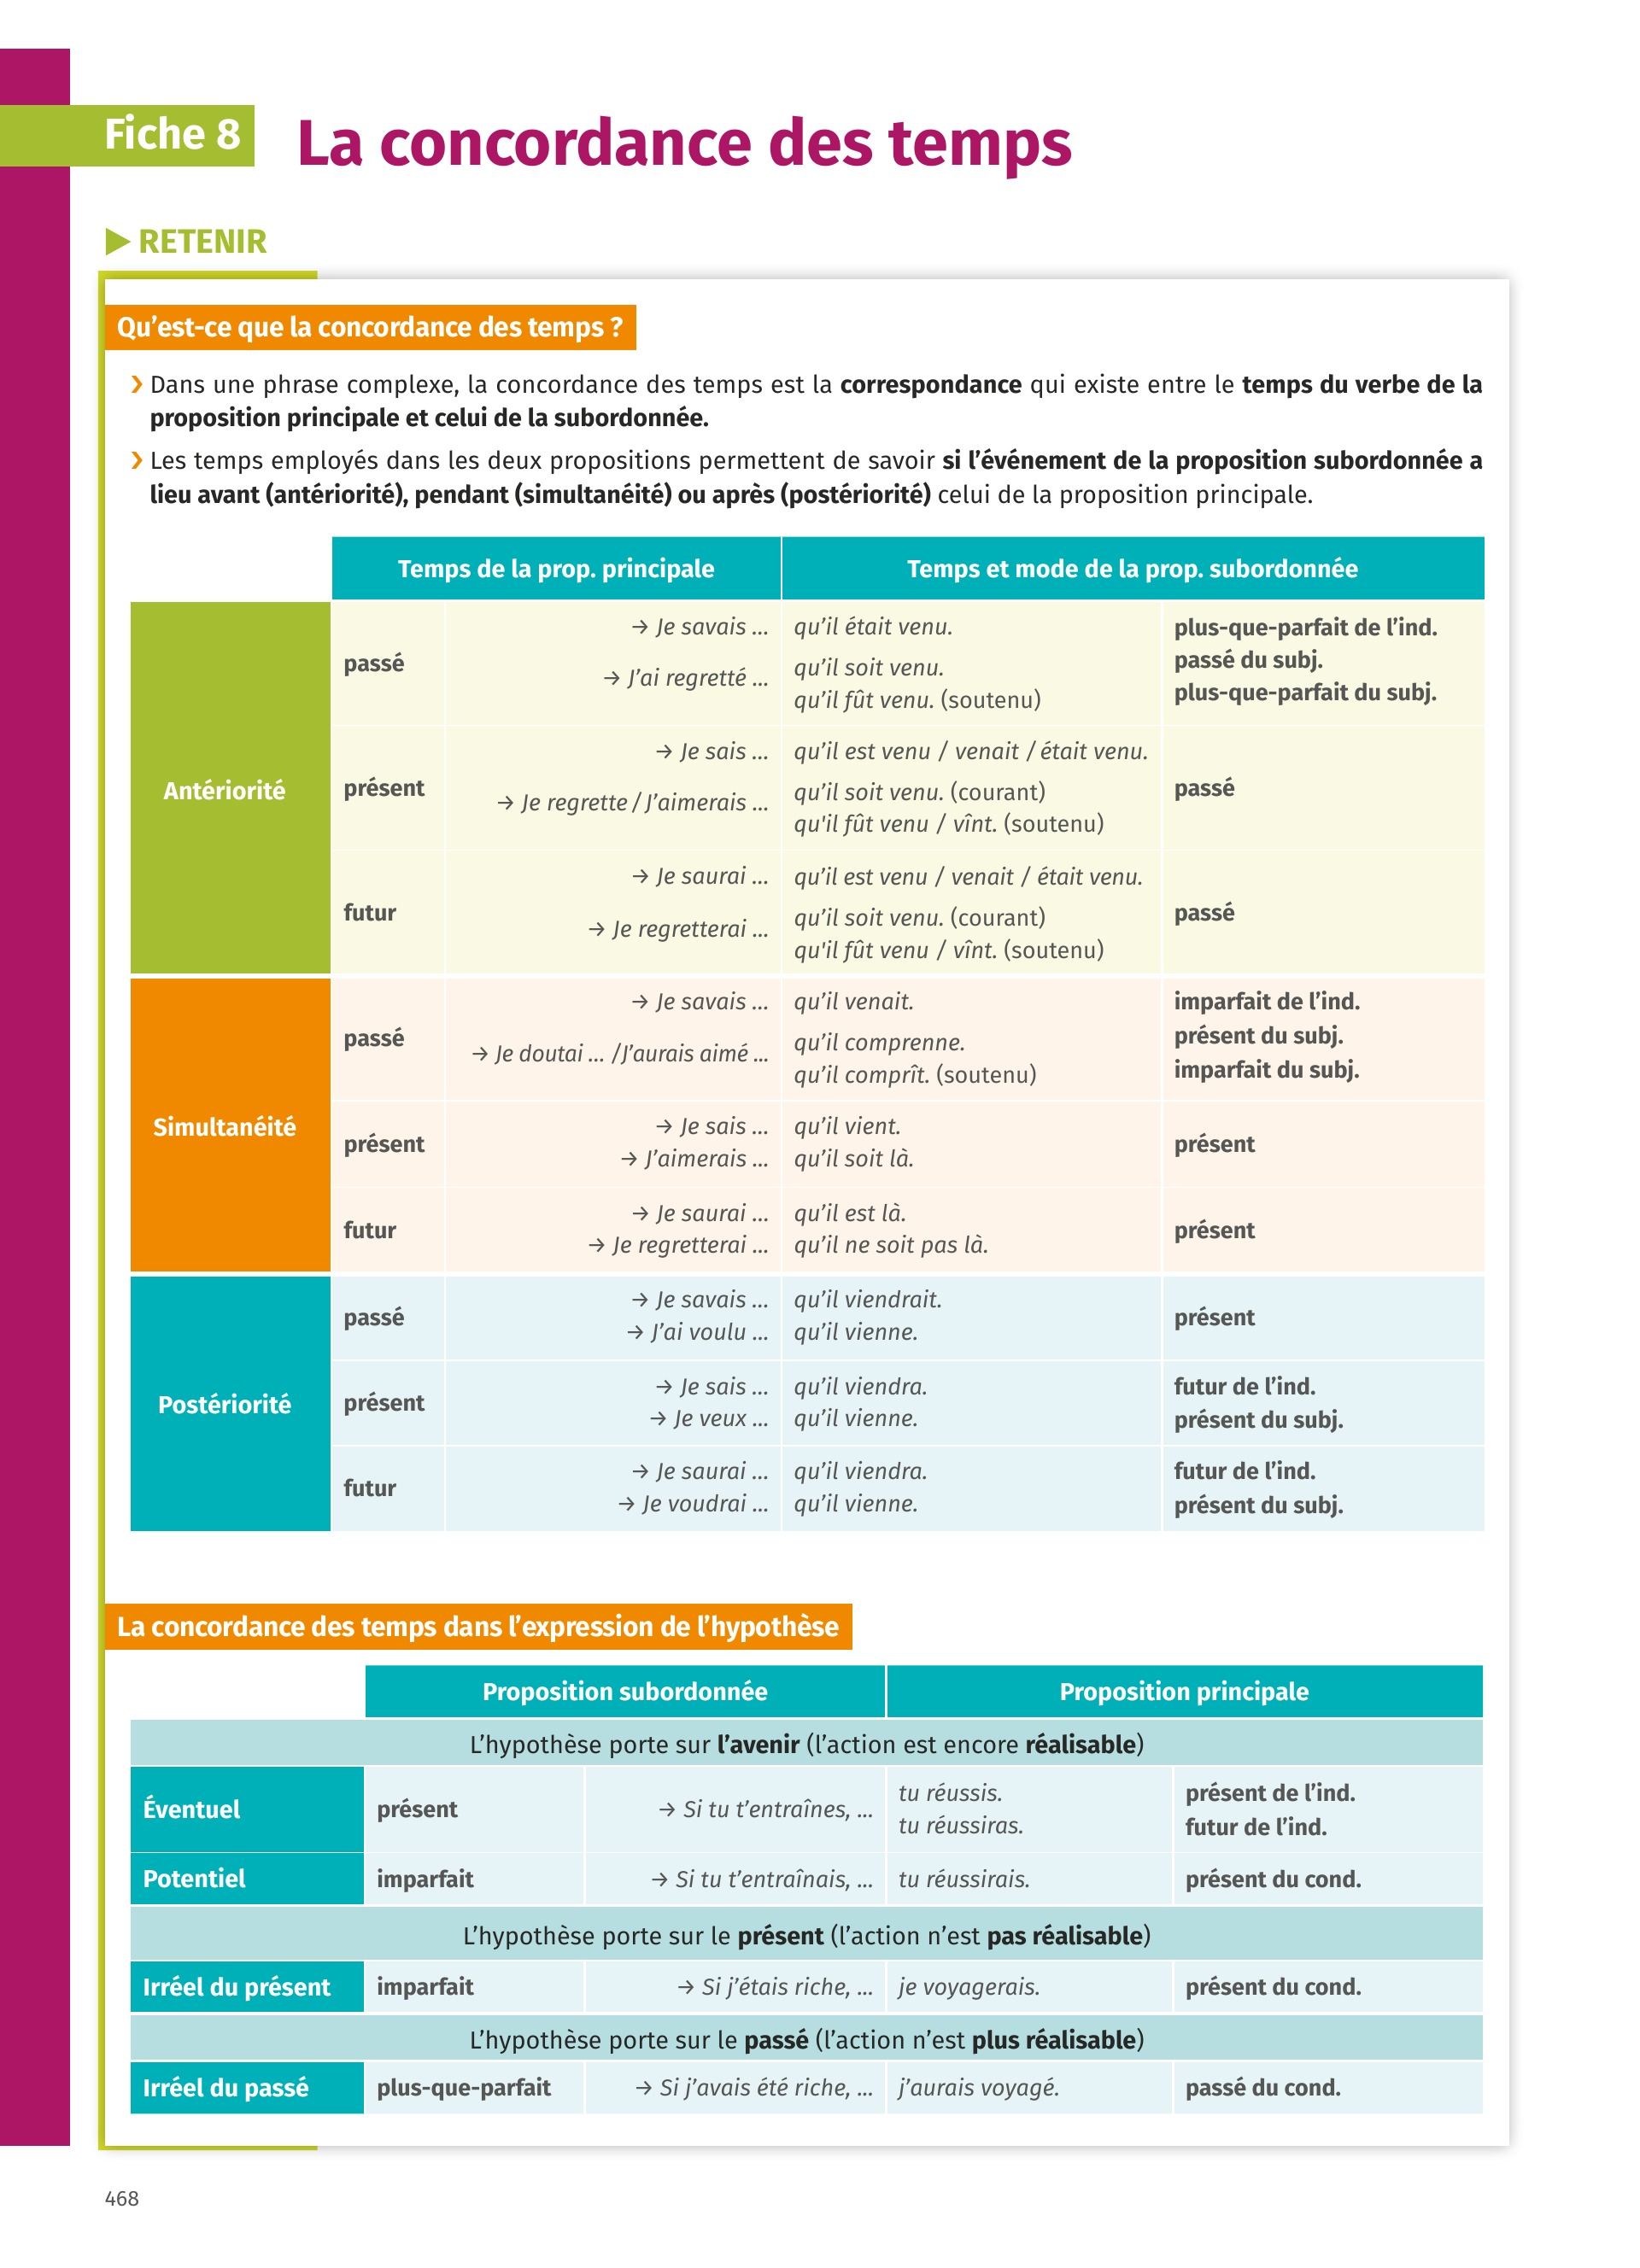 Fiche 8
La concordance des temps
▶ RETENIR
Qu’est-ce que la concordance des temps ?
❯ Dans une phrase complexe, la concordance des temps est la correspondance qui existe entre le temps du verbe de la
proposition principale et celui de la subordonnée.
❯ Les temps employés dans les deux propositions permettent de savoir si l’événement de la proposition subordonnée a
lieu avant (antériorité), pendant (simultanéité) ou après (postériorité) celui de la proposition principale.
Temps de la prop. principale
Temps et mode de la prop. subordonnée
Antériorité
passé
→ Je savais ...
→ J’ai regretté ...
qu’il était venu.
qu’il soit venu.
qu’il fût venu. (soutenu)
plus-que-parfait de l’ind.
passé du subj.
plus-que-parfait du subj.
présent
→ Je sais ...
→ Je regrette / J’aimerais ...
qu’il est venu / venait / était venu.
qu’il soit venu. (courant)
qu'il fût venu / vînt. (soutenu)
passé
futur
→ Je saurai ...
→ Je regretterai ...
qu’il est venu / venait / était venu.
qu’il soit venu. (courant)
qu'il fût venu / vînt. (soutenu)
passé
Simultanéité
passé
→ Je savais ...
→ Je doutai ... /J’aurais aimé ...
qu’il venait.
qu’il comprenne.
qu’il comprît. (soutenu)
imparfait de l’ind.
présent du subj.
imparfait du subj.
présent
→ Je sais ...
→ J’aimerais ...
qu’il vient.
qu’il soit là.
présent
futur
→ Je saurai ...
→ Je regretterai ...
qu’il est là.
qu’il ne soit pas là.
présent
Postériorité
passé
→ Je savais ...
→ J’ai voulu ...
qu’il viendrait.
qu’il vienne.
présent
présent
→ Je sais ...
→ Je veux ...
qu’il viendra.
qu’il vienne.
futur de l’ind.
présent du subj.
futur
→ Je saurai ...
→ Je voudrai ...
qu’il viendra.
qu’il vienne.
futur de l’ind.
présent du subj.
La concordance des temps dans l’expression de l’hypothèse
Proposition subordonnée
Proposition principale
L’hypothèse porte sur l’avenir (l’action est encore réalisable)
Éventuel
présent
→ Si tu t’entraînes, ...
tu réussis.
tu réussiras.
présent de l’ind.
futur de l’ind.
Potentiel
imparfait
→ Si tu t’entraînais, ...
tu réussirais.
présent du cond.
L’hypothèse porte sur le présent (l’action n’est pas réalisable)
Irréel du présent
imparfait
→ Si j’étais riche, ...
je voyagerais.
présent du cond.
L’hypothèse porte sur le passé (l’action n’est plus réalisable)
Irréel du passé
plus-que-parfait
→ Si j’avais été riche, ...
j’aurais voyagé.
passé du cond.
468